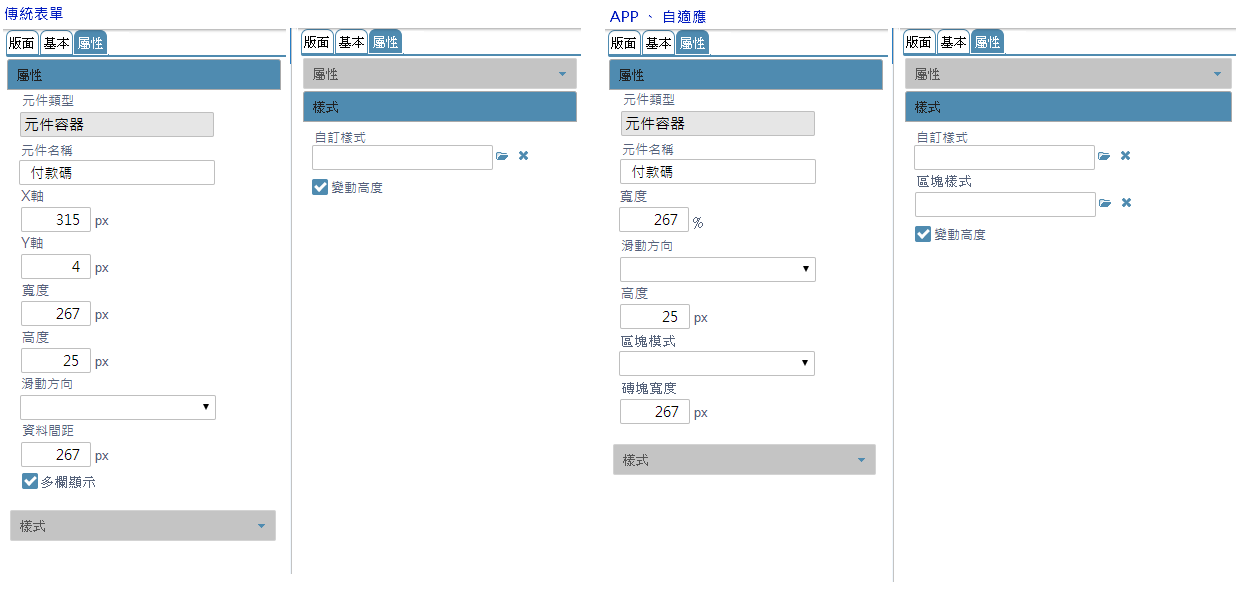 傳統表單
版面 基本 屬性
屬性
元件類型
元件容器
元件名稱
付款碼
X軸
315 px
Y軸
4 px
寬度
267 px
高度
25 px
滑動方向
資料間距
267 px
多欄顯示
樣式
版面 基本 屬性
屬性
樣式
自訂樣式
變動高度
APP 、 自適應
版面 基本 屬性
屬性
元件類型
元件容器
元件名稱
付款碼
寬度
267 %
滑動方向
高度
25 px
區塊模式
磚塊寬度
267 px
樣式
版面 基本 屬性
屬性
樣式
自訂樣式
區塊樣式
變動高度